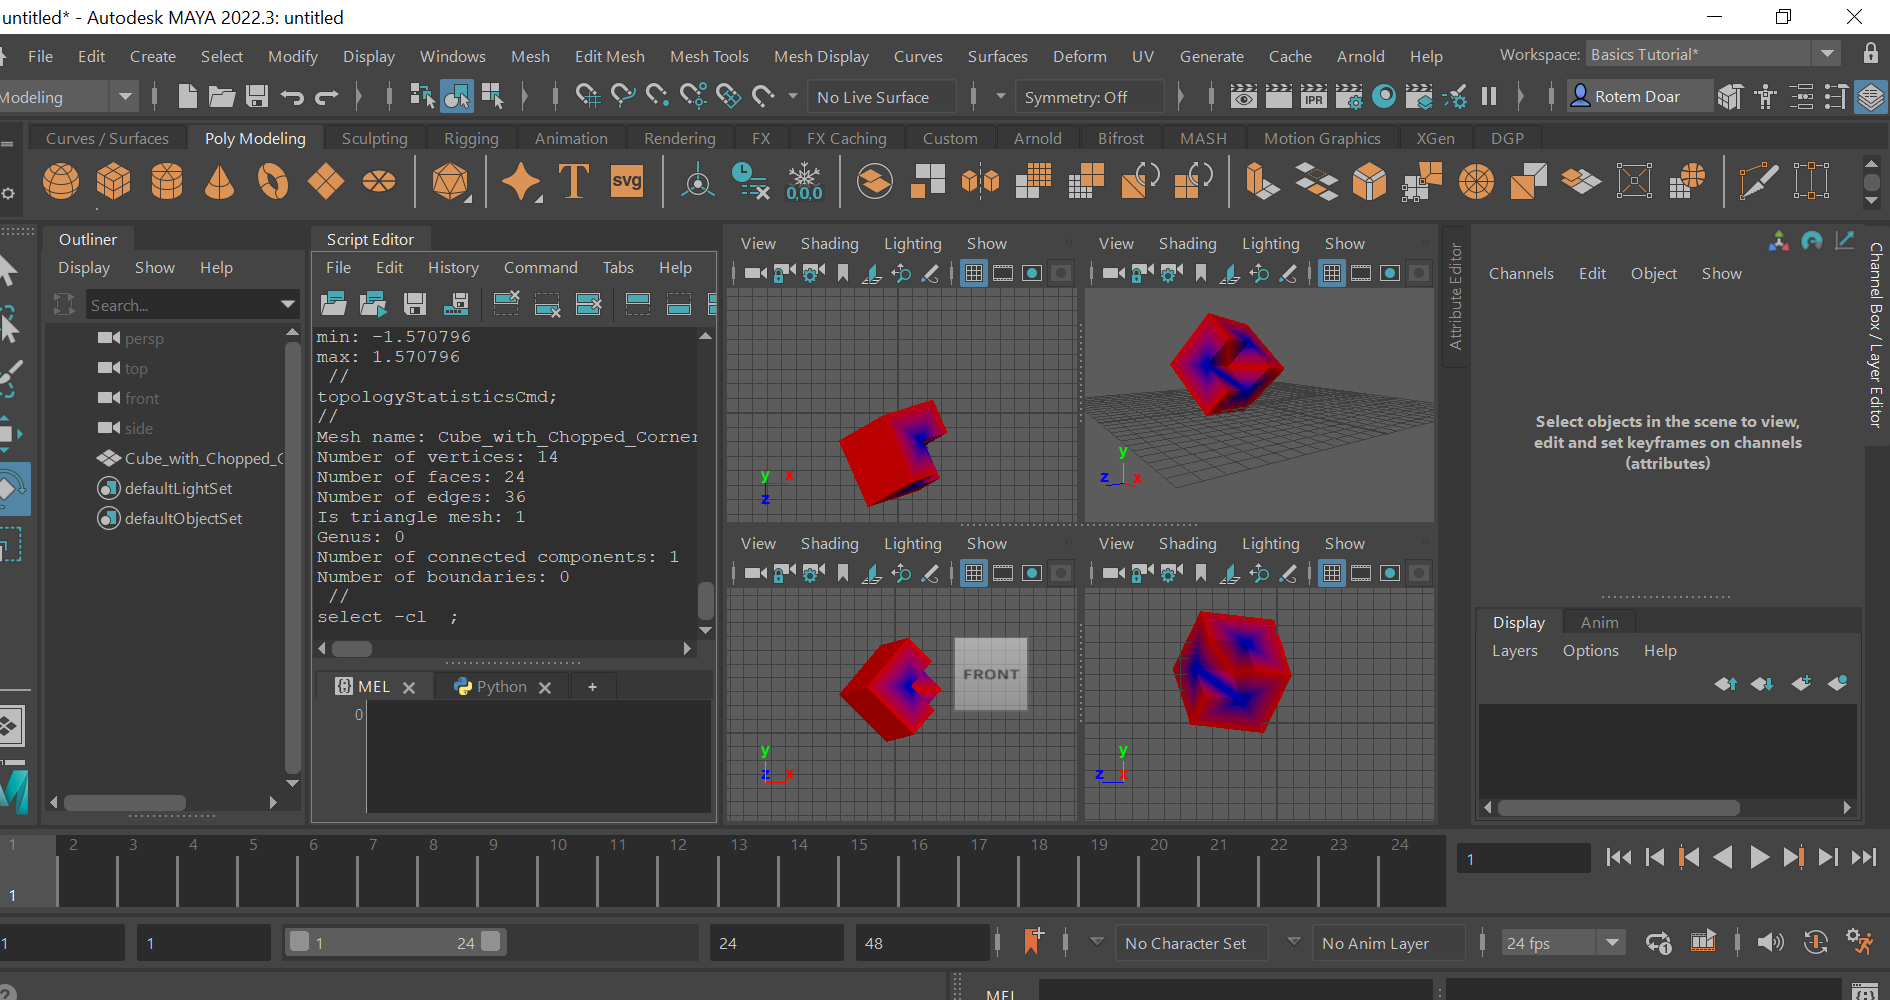 untitled* - Autodesk MAYA 2022.3: untitled
File Edit Create Select Modify Display Windows Mesh Edit Mesh Mesh Tools Mesh Display Curves Surfaces Deform UV Generate Cache Arnold Help Workspace: Basics Tutorial*
Modeling No Live Surface Symmetry: Off IPR Rotem Doar
Curves / Surfaces Poly Modeling Sculpting Rigging Animation Rendering FX FX Caching Custom Arnold Bifrost MASH Motion Graphics XGen DGP
T svg 0,0,0
Outliner
Display Show Help
Search...
persp
top
front
side
Cube_with_Chopped_C
defaultLightSet
defaultObjectSet
Script Editor
File Edit History Command Tabs Help
min: -1.570796
max: 1.570796
//
topologyStatisticsCmd;
//
Mesh name: Cube_with_Chopped_Corner
Number of vertices: 14
Number of faces: 24
Number of edges: 36
Is triangle mesh: 1
Genus: 0
Number of connected components: 1
Number of boundaries: 0
//
select -cl ;
MEL Python +
0
View Shading Lighting Show
y x
z
View Shading Lighting Show
y
z x
View Shading Lighting Show
FRONT
y
z x
View Shading Lighting Show
y
z x
Attribute Editor
Channels Edit Object Show
Select objects in the scene to view,
edit and set keyframes on channels
(attributes)
Channel Box / Layer Editor
Display Anim
Layers Options Help
1 2 3 4 5 6 7 8 9 10 11 12 13 14 15 16 17 18 19 20 21 22 23 24
1
1
1 1 1 24 24 48 No Character Set No Anim Layer 24 fps
MEL